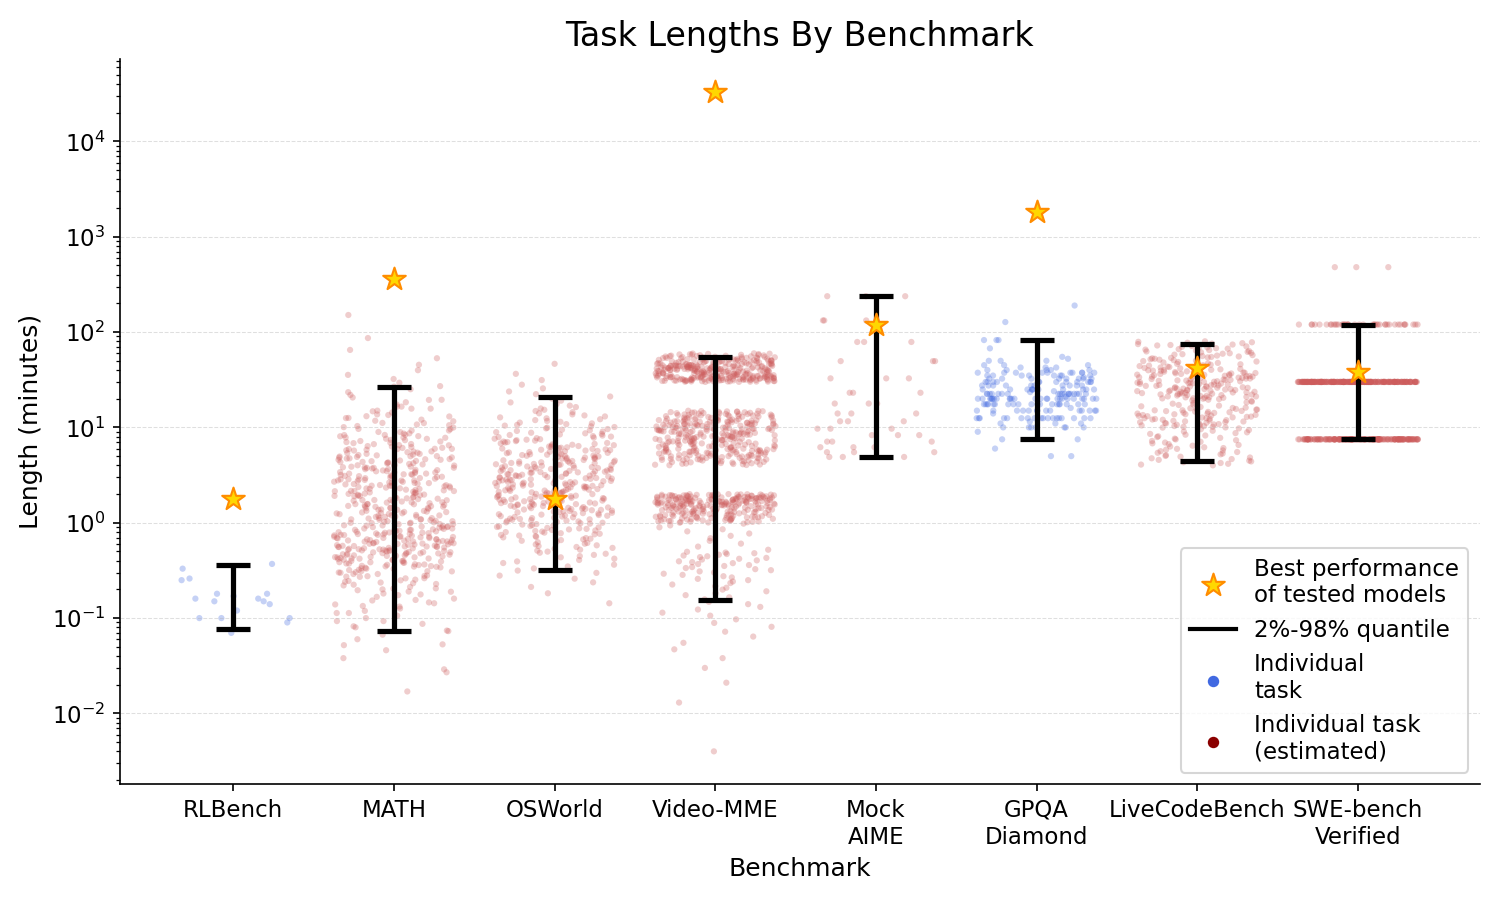 Task Lengths By Benchmark
Length (minutes)
10⁴
10³
10²
10¹
10⁰
10⁻¹
10⁻²
Best performance
of tested models
2%-98% quantile
Individual
task
Individual task
(estimated)
RLBench
MATH
OSWorld
Video-MME
Mock
AIME
GPQA
Diamond
LiveCodeBench
SWE-bench
Verified
Benchmark